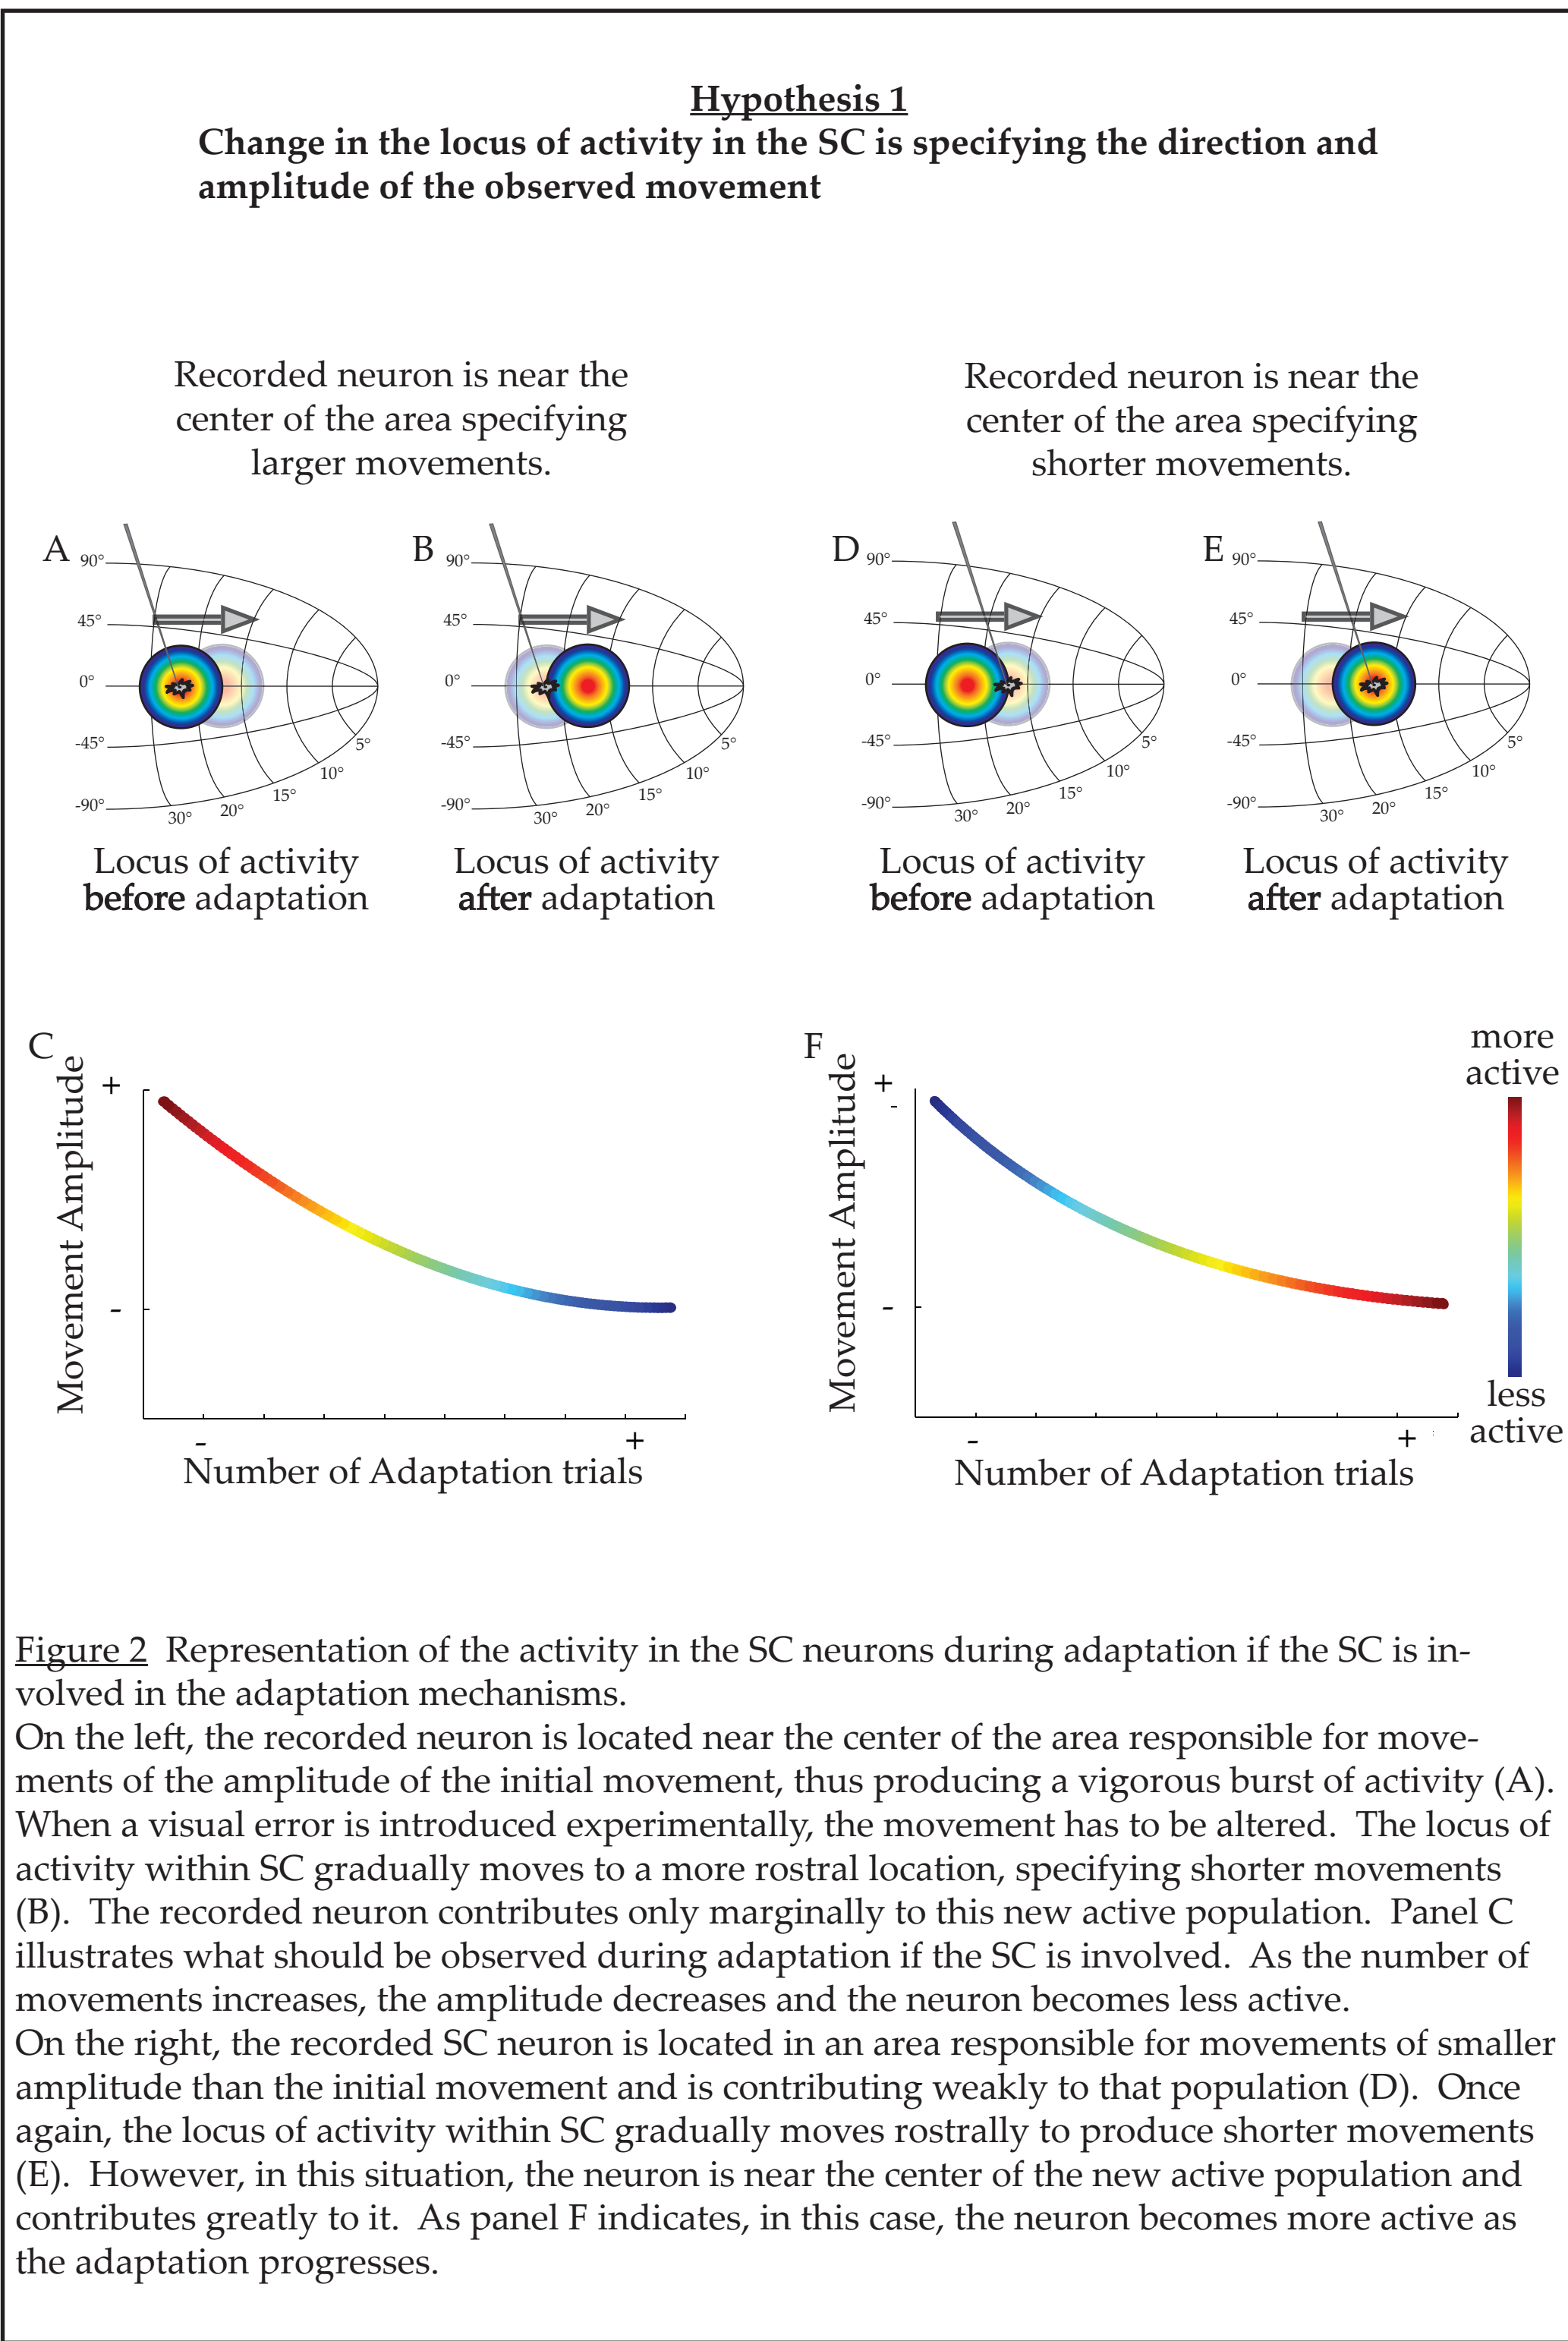 Hypothesis 1
Change in the locus of activity in the SC is specifying the direction and
amplitude of the observed movement
Recorded neuron is near the
center of the area specifying
larger movements.
Recorded neuron is near the
center of the area specifying
shorter movements.
A
90°
45°
0°
-45°
-90°
30°
20°
15°
10°
5°
Locus of activity
before adaptation
B
90°
45°
0°
-45°
-90°
30°
20°
15°
10°
5°
Locus of activity
after adaptation
D
90°
45°
0°
-45°
-90°
30°
20°
15°
10°
5°
Locus of activity
before adaptation
E
90°
45°
0°
-45°
-90°
30°
20°
15°
10°
5°
Locus of activity
after adaptation
C
Movement Amplitude
+
-
-
+
Number of Adaptation trials
F
Movement Amplitude
+
-
-
-
+
Number of Adaptation trials
more
active
less
active
Figure 2 Representation of the activity in the SC neurons during adaptation if the SC is in-
volved in the adaptation mechanisms.
On the left, the recorded neuron is located near the center of the area responsible for move-
ments of the amplitude of the initial movement, thus producing a vigorous burst of activity (A).
When a visual error is introduced experimentally, the movement has to be altered. The locus of
activity within SC gradually moves to a more rostral location, specifying shorter movements
(B). The recorded neuron contributes only marginally to this new active population. Panel C
illustrates what should be observed during adaptation if the SC is involved. As the number of
movements increases, the amplitude decreases and the neuron becomes less active.
On the right, the recorded SC neuron is located in an area responsible for movements of smaller
amplitude than the initial movement and is contributing weakly to that population (D). Once
again, the locus of activity within SC gradually moves rostrally to produce shorter movements
(E). However, in this situation, the neuron is near the center of the new active population and
contributes greatly to it. As panel F indicates, in this case, the neuron becomes more active as
the adaptation progresses.